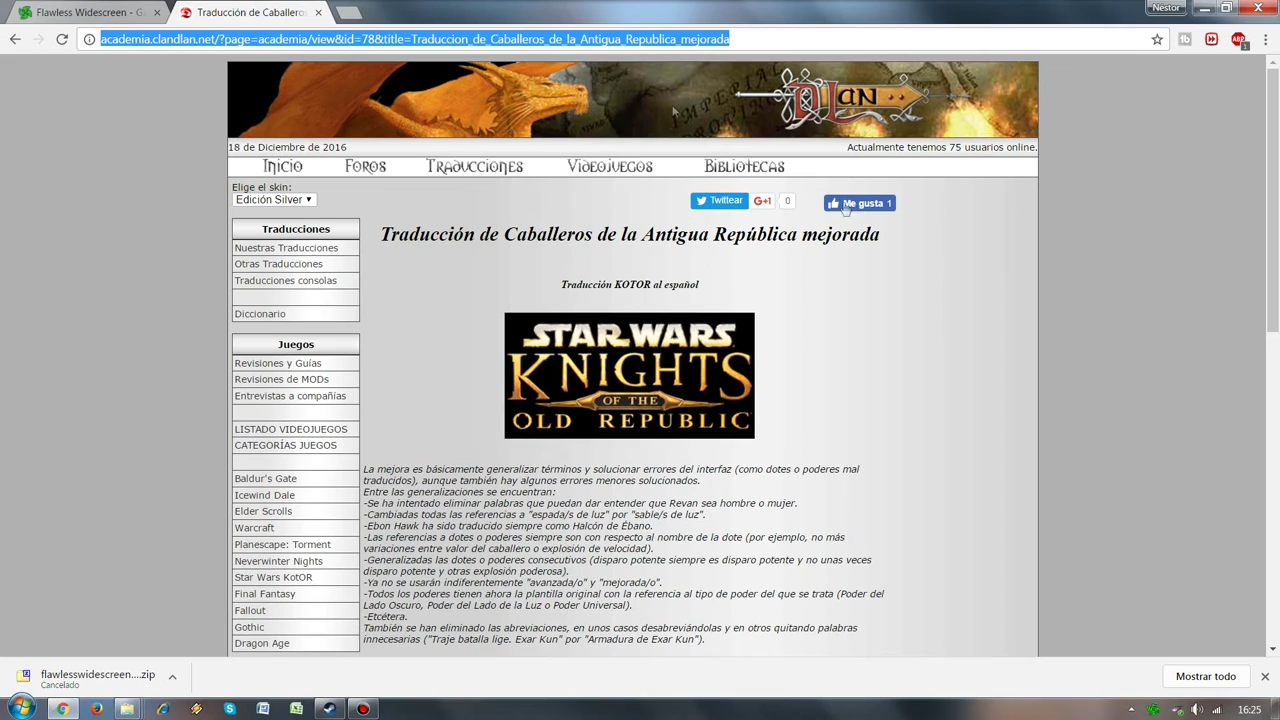 Flawless Widescreen - G
Traducción de Caballero
Nestor
academia.clandlan.net/?page=academia/view&id=78&title=Traduccion_de_Caballeros_de_la_Antigua_Republica_mejorada
DLan
18 de Diciembre de 2016
Actualmente tenemos 75 usuarios online.
Inicio Foros Traducciones Videojuegos Bibliotecas
Elige el skin:
Edición Silver
Twittear
G+1
0
Me gusta 1
Traducciones
Nuestras Traducciones
Otras Traducciones
Traducciones consolas
Diccionario
Juegos
Revisiones y Guías
Revisiones de MODs
Entrevistas a compañías
LISTADO VIDEOJUEGOS
CATEGORÍAS JUEGOS
Baldur's Gate
Icewind Dale
Elder Scrolls
Warcraft
Planescape: Torment
Neverwinter Nights
Star Wars KotOR
Final Fantasy
Fallout
Gothic
Dragon Age
Traducción de Caballeros de la Antigua República mejorada
Traducción KOTOR al español
STAR WARS
KNIGHTS
OF THE
OLD REPUBLIC
La mejora es básicamente generalizar términos y solucionar errores del interfaz (como dotes o poderes mal
traducidos), aunque también hay algunos errores menores solucionados.
Entre las generalizaciones se encuentran:
-Se ha intentado eliminar palabras que puedan dar entender que Revan sea hombre o mujer.
-Cambiadas todas las referencias a "espada/s de luz" por "sable/s de luz".
-Ebon Hawk ha sido traducido siempre como Halcón de Ébano.
-Las referencias a dotes o poderes siempre son con respecto al nombre de la dote (por ejemplo, no más
variaciones entre valor del caballero o explosión de velocidad).
-Generalizadas las dotes o poderes consecutivos (disparo potente siempre es disparo potente y no unas veces
disparo potente y otras explosión poderosa).
-Ya no se usarán indiferentemente "avanzada/o" y "mejorada/o".
-Todos los poderes tienen ahora la plantilla original con la referencia al tipo de poder del que se trata (Poder del
Lado Oscuro, Poder del Lado de la Luz o Poder Universal).
-Etcétera.
También se han eliminado las abreviaciones, en unos casos desabreviándolas y en otros quitando palabras
innecesarias ("Traje batalla lige. Exar Kun" por "Armadura de Exar Kun").
flawlesswidescreen....zip
Cancelado
Mostrar todo
16:25